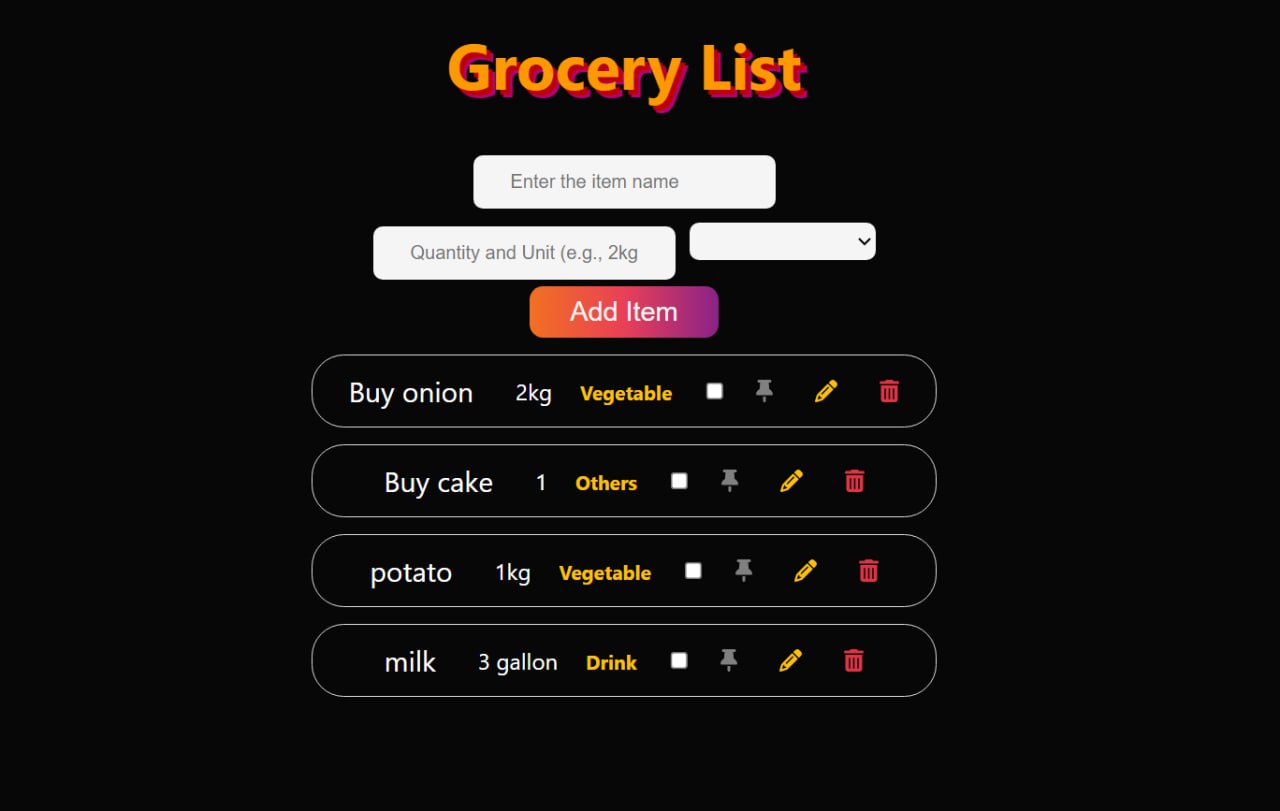 Grocery List
Enter the item name
Quantity and Unit (e.g., 2kg
Add Item
Buy onion 2kg Vegetable
Buy cake 1 Others
potato 1kg Vegetable
milk 3 gallon Drink